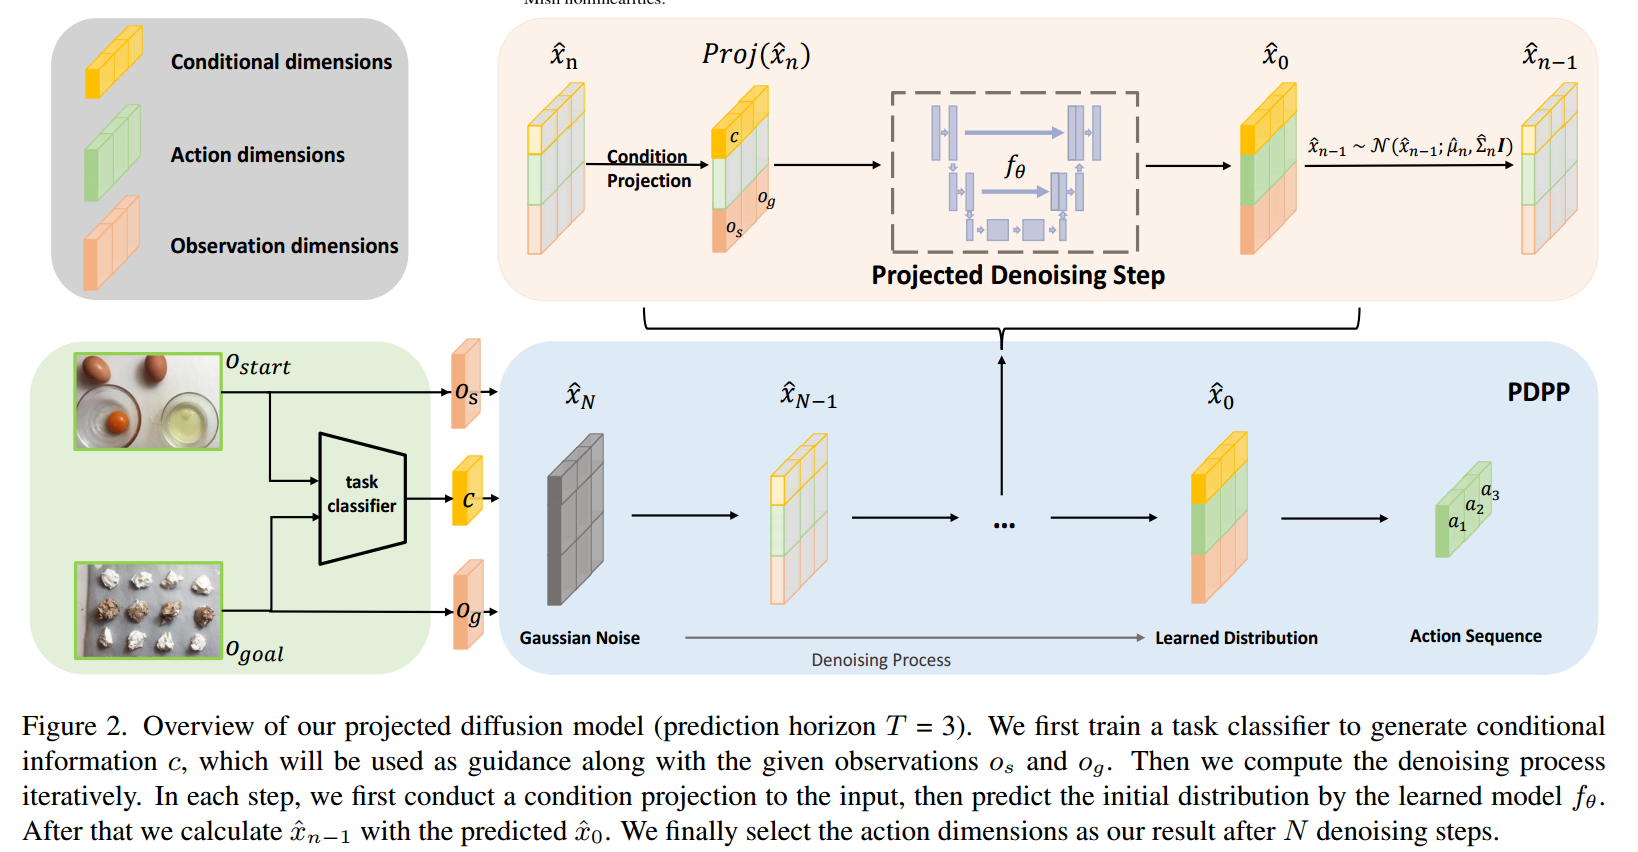 Mish nonlinearities.
Conditional dimensions
Action dimensions
Observation dimensions
x̂n
Proj(x̂n)
x̂0
x̂n−1
c
og
os
Condition
Projection
fθ
x̂n−1 ~ N(x̂n−1; μ̂n, Σ̂nI)
Projected Denoising Step
ostart
os
task
classifier
c
og
ogoal
x̂N
x̂N−1
...
x̂0
PDPP
a1
a2
a3
Gaussian Noise
Denoising Process
Learned Distribution
Action Sequence
Figure 2. Overview of our projected diffusion model (prediction horizon T = 3). We first train a task classifier to generate conditional
information c, which will be used as guidance along with the given observations os and og. Then we compute the denoising process
iteratively. In each step, we first conduct a condition projection to the input, then predict the initial distribution by the learned model fθ.
After that we calculate x̂n−1 with the predicted x̂0. We finally select the action dimensions as our result after N denoising steps.